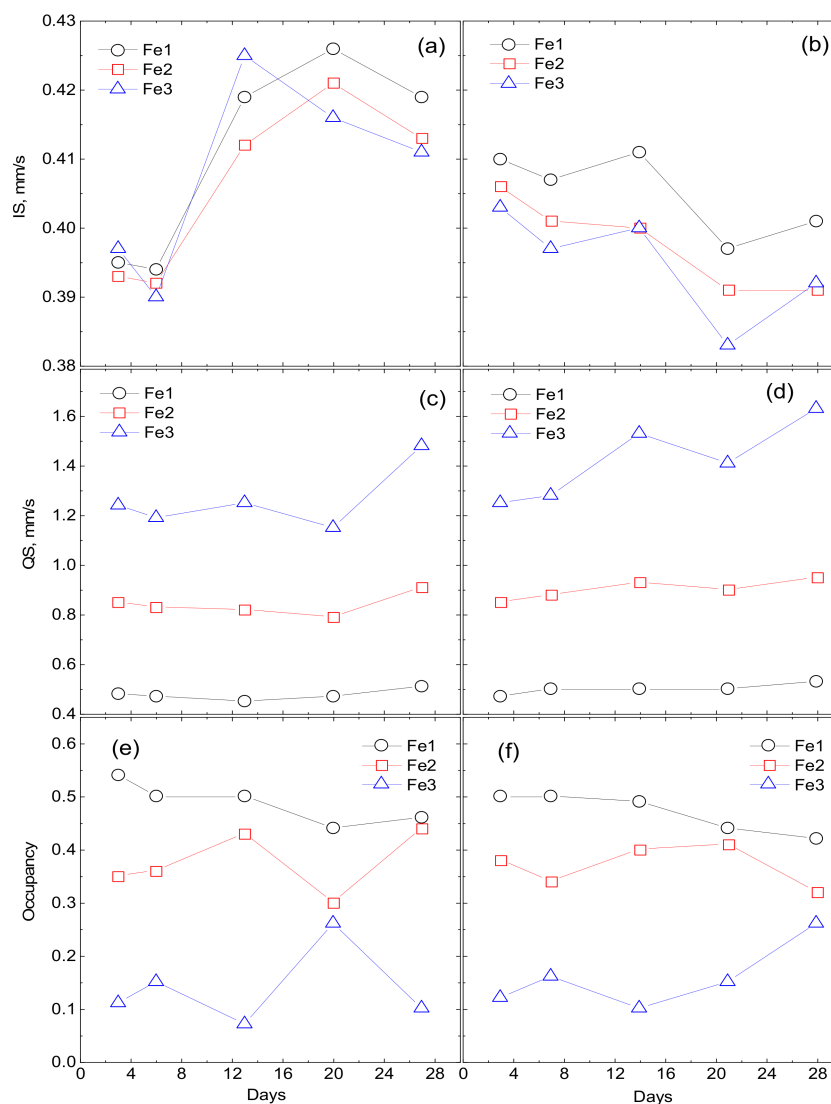 0.43
0.42
0.41
0.40
0.39
0.38
IS, mm/s
Fe1
Fe2
Fe3
(a)
Fe1
Fe2
Fe3
(b)
1.6
1.4
1.2
1.0
0.8
0.6
0.4
QS, mm/s
Fe1
Fe2
Fe3
(c)
Fe1
Fe2
Fe3
(d)
0.6
0.5
0.4
0.3
0.2
0.1
0.0
Occupancy
(e)
Fe1
Fe2
Fe3
(f)
Fe1
Fe2
Fe3
0 4 8 12 16 20 24 28
Days
4 8 12 16 20 24 28
Days